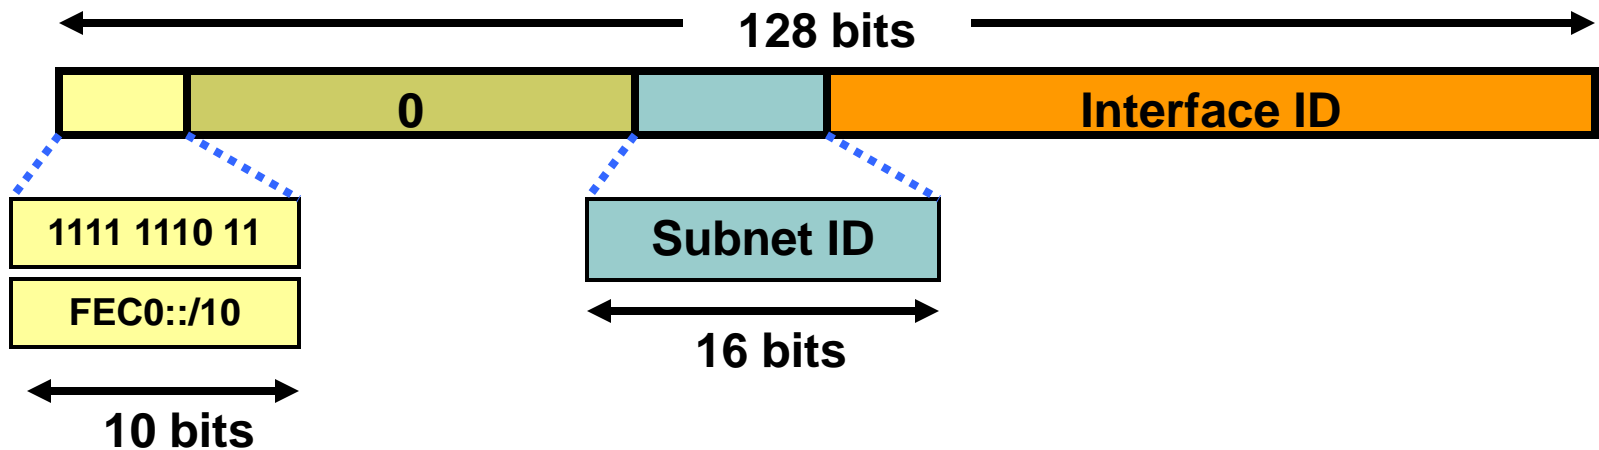 128 bits
0
Interface ID
1111 1110 11
Subnet ID
FEC0::/10
16 bits
10 bits